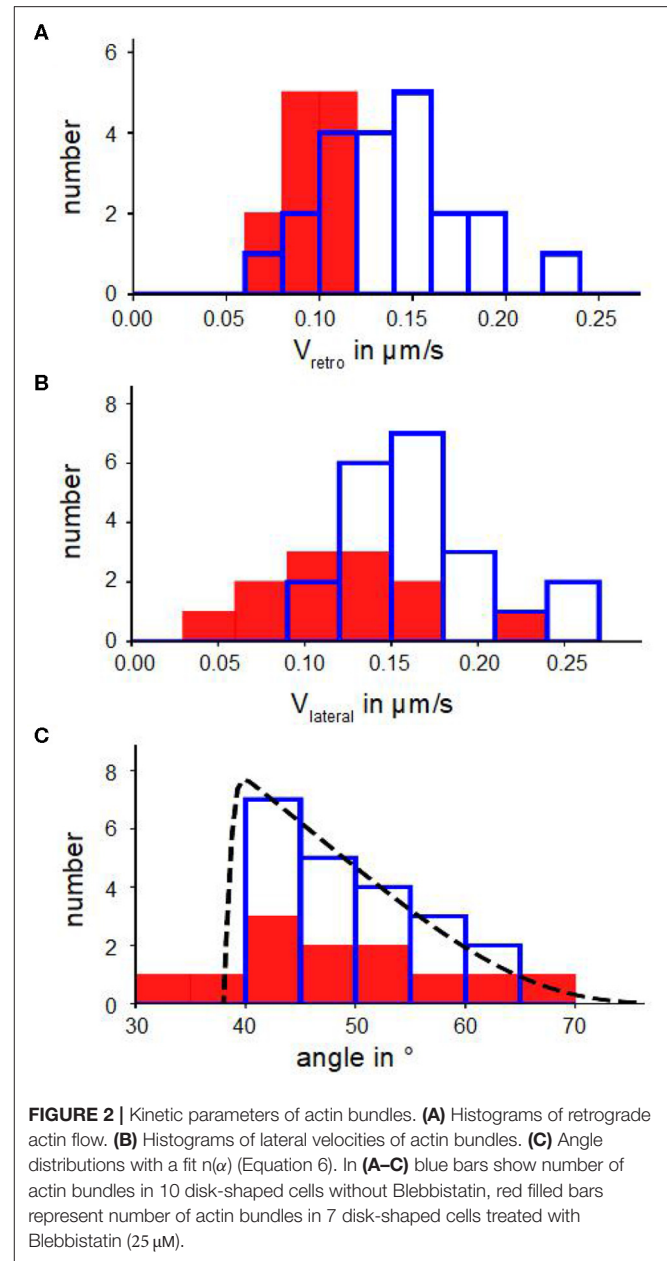 A
6
4
2
0
number
0.00 0.05 0.10 0.15 0.20 0.25
Vretro in µm/s
B
8
6
4
2
0
number
0.00 0.05 0.10 0.15 0.20 0.25
Vlateral in µm/s
C
8
6
4
2
0
number
30 40 50 60 70
angle in °
FIGURE 2 | Kinetic parameters of actin bundles. (A) Histograms of retrograde
actin flow. (B) Histograms of lateral velocities of actin bundles. (C) Angle
distributions with a fit n(α) (Equation 6). In (A–C) blue bars show number of
actin bundles in 10 disk-shaped cells without Blebbistatin, red filled bars
represent number of actin bundles in 7 disk-shaped cells treated with
Blebbistatin (25 µM).